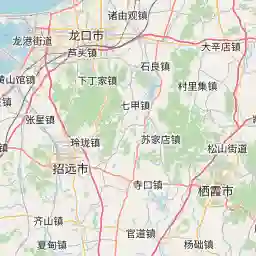 诸由观镇
龙港街道
龙口市
大辛店镇
芦头镇
石良镇
黄山馆镇
下丁家镇
村里集镇
七甲镇
张星镇
玲珑镇
苏家店镇
松山街道
招远市
寺口镇
栖霞市
齐山镇
官道镇
夏甸镇
杨础镇